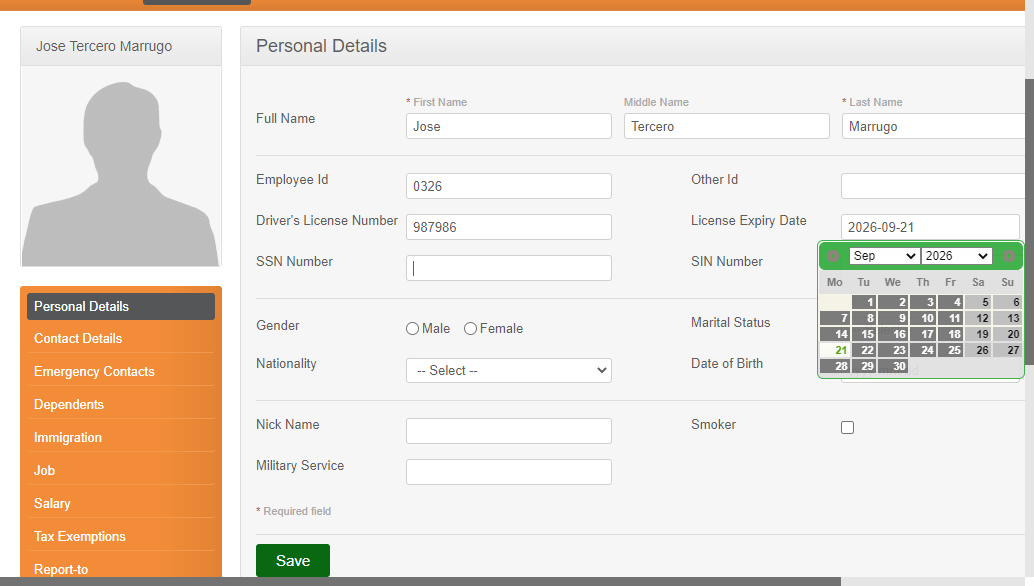 Jose Tercero Marrugo
Personal Details
* First Name Middle Name * Last Name
Full Name Jose Tercero Marrugo
Employee Id 0326 Other Id
Driver's License Number 987986 License Expiry Date 2026-09-21
SSN Number SIN Number
Sep 2026
Mo Tu We Th Fr Sa Su
1 2 3 4 5 6
7 8 9 10 11 12 13
14 15 16 17 18 19 20
21 22 23 24 25 26 27
28 29 30
Gender Male Female Marital Status
Nationality -- Select -- Date of Birth
Nick Name Smoker
Military Service
* Required field
Save
Personal Details
Contact Details
Emergency Contacts
Dependents
Immigration
Job
Salary
Tax Exemptions
Report-to